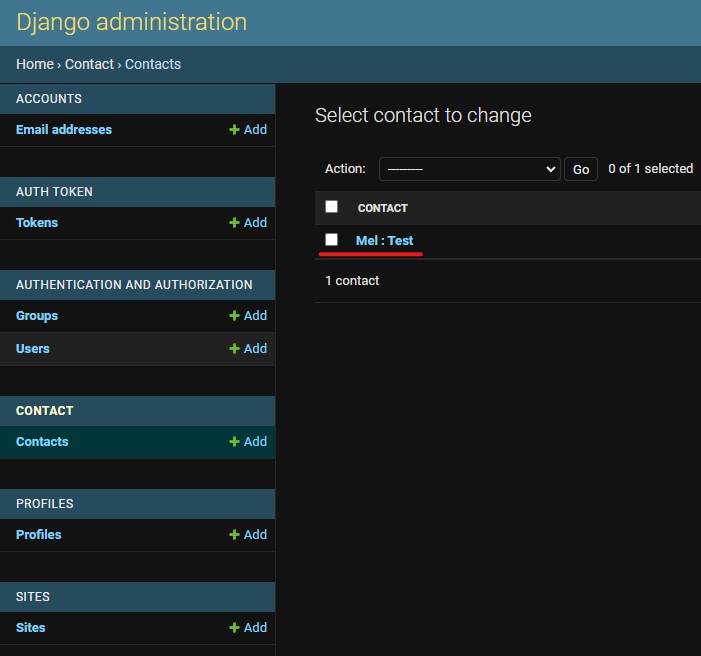 Django administration
Home › Contact › Contacts
ACCOUNTS
Email addresses + Add
AUTH TOKEN
Tokens + Add
AUTHENTICATION AND AUTHORIZATION
Groups + Add
Users + Add
CONTACT
Contacts + Add
PROFILES
Profiles + Add
SITES
Sites + Add
Select contact to change
Action: --------- Go 0 of 1 selected
CONTACT
Mel : Test
1 contact